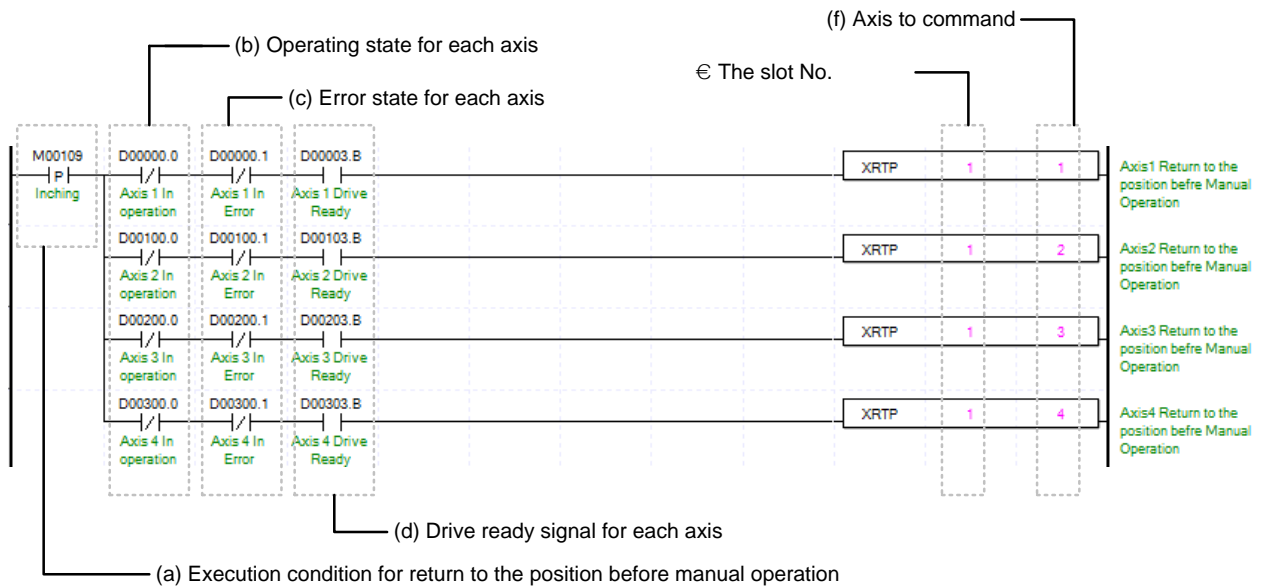 (f) Axis to command
(b) Operating state for each axis
€ The slot No.
(c) Error state for each axis
M00109 D00000.0 D00000.1 D00003.B
P
XRTP 1 1
Inching
Axis 1 In operation
Axis 1 In Error
Axis 1 Drive Ready
Axis1 Return to the
position befre Manual
Operation
D00100.0 D00100.1 D00103.B
XRTP 1 2
Axis 2 In operation
Axis 2 In Error
Axis 2 Drive Ready
Axis2 Return to the
position befre Manual
Operation
D00200.0 D00200.1 D00203.B
XRTP 1 3
Axis 3 In operation
Axis 3 In Error
Axis 3 Drive Ready
Axis3 Return to the
position befre Manual
Operation
D00300.0 D00300.1 D00303.B
XRTP 1 4
Axis 4 In operation
Axis 4 In Error
Axis 4 Drive Ready
Axis4 Return to the
position befre Manual
Operation
(d) Drive ready signal for each axis
(a) Execution condition for return to the position before manual operation